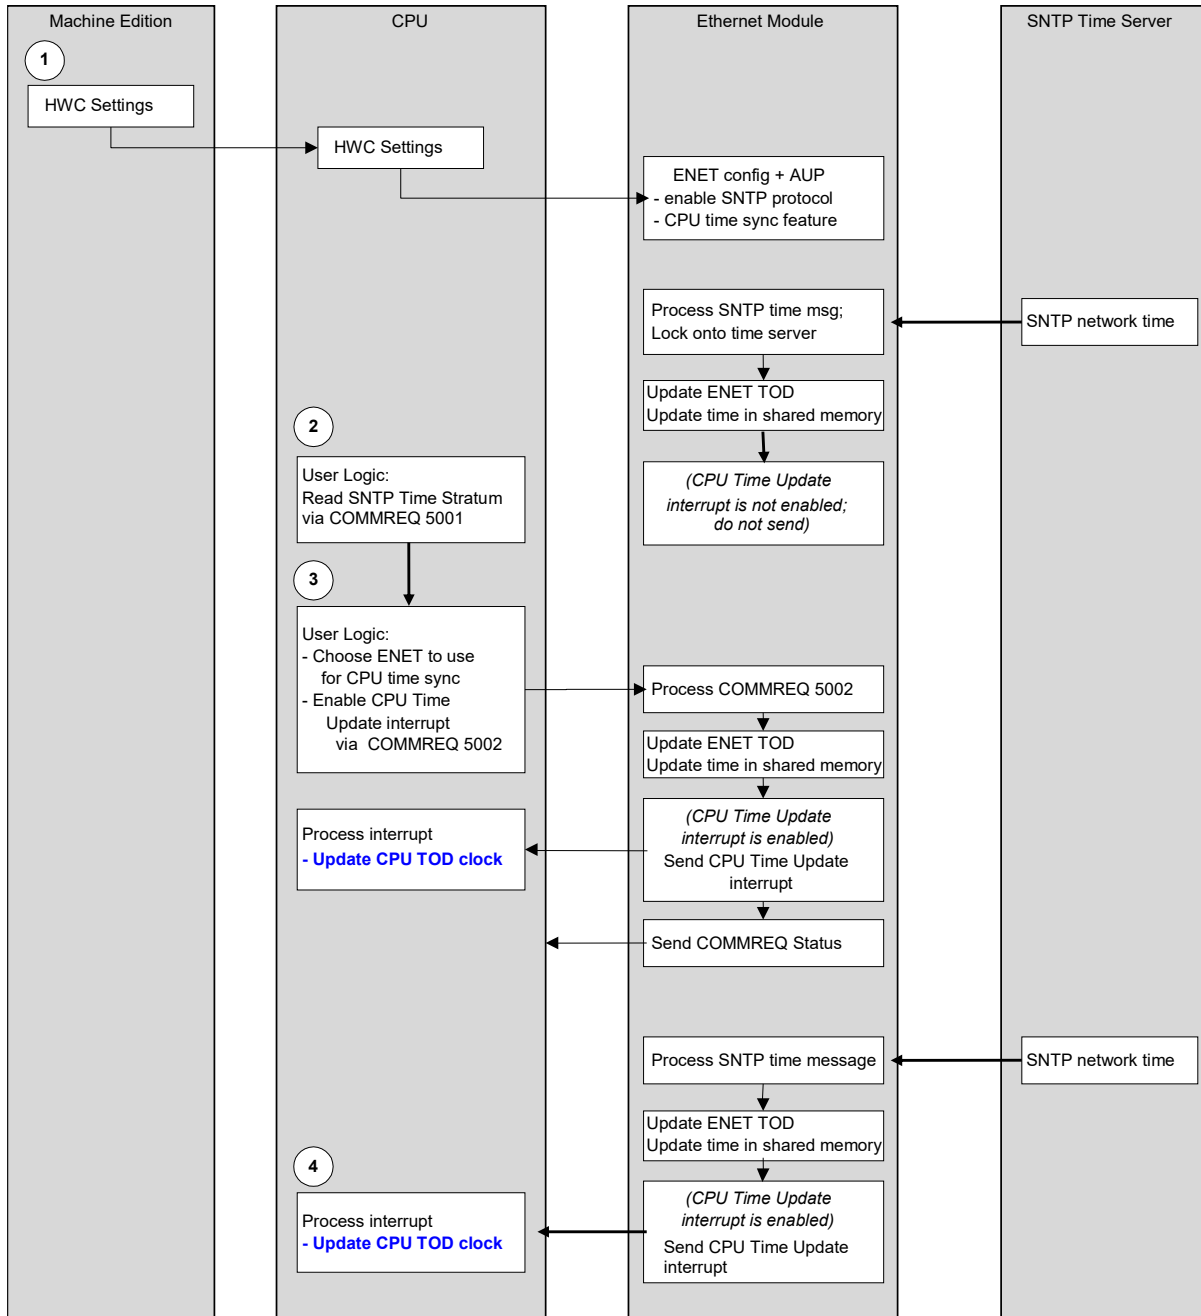 Machine Edition
CPU
Ethernet Module
SNTP Time Server
1
HWC Settings
HWC Settings
ENET config + AUP
- enable SNTP protocol
- CPU time sync feature
Process SNTP time msg;
Lock onto time server
SNTP network time
Update ENET TOD
Update time in shared memory
(CPU Time Update
interrupt is not enabled;
do not send)
2
User Logic:
Read SNTP Time Stratum
via COMMREQ 5001
3
User Logic:
- Choose ENET to use
for CPU time sync
- Enable CPU Time
Update interrupt
via COMMREQ 5002
Process COMMREQ 5002
Update ENET TOD
Update time in shared memory
(CPU Time Update
interrupt is enabled)
Send CPU Time Update
interrupt
Process interrupt
- Update CPU TOD clock
Send COMMREQ Status
Process SNTP time message
SNTP network time
Update ENET TOD
Update time in shared memory
(CPU Time Update
interrupt is enabled)
Send CPU Time Update
interrupt
4
Process interrupt
- Update CPU TOD clock